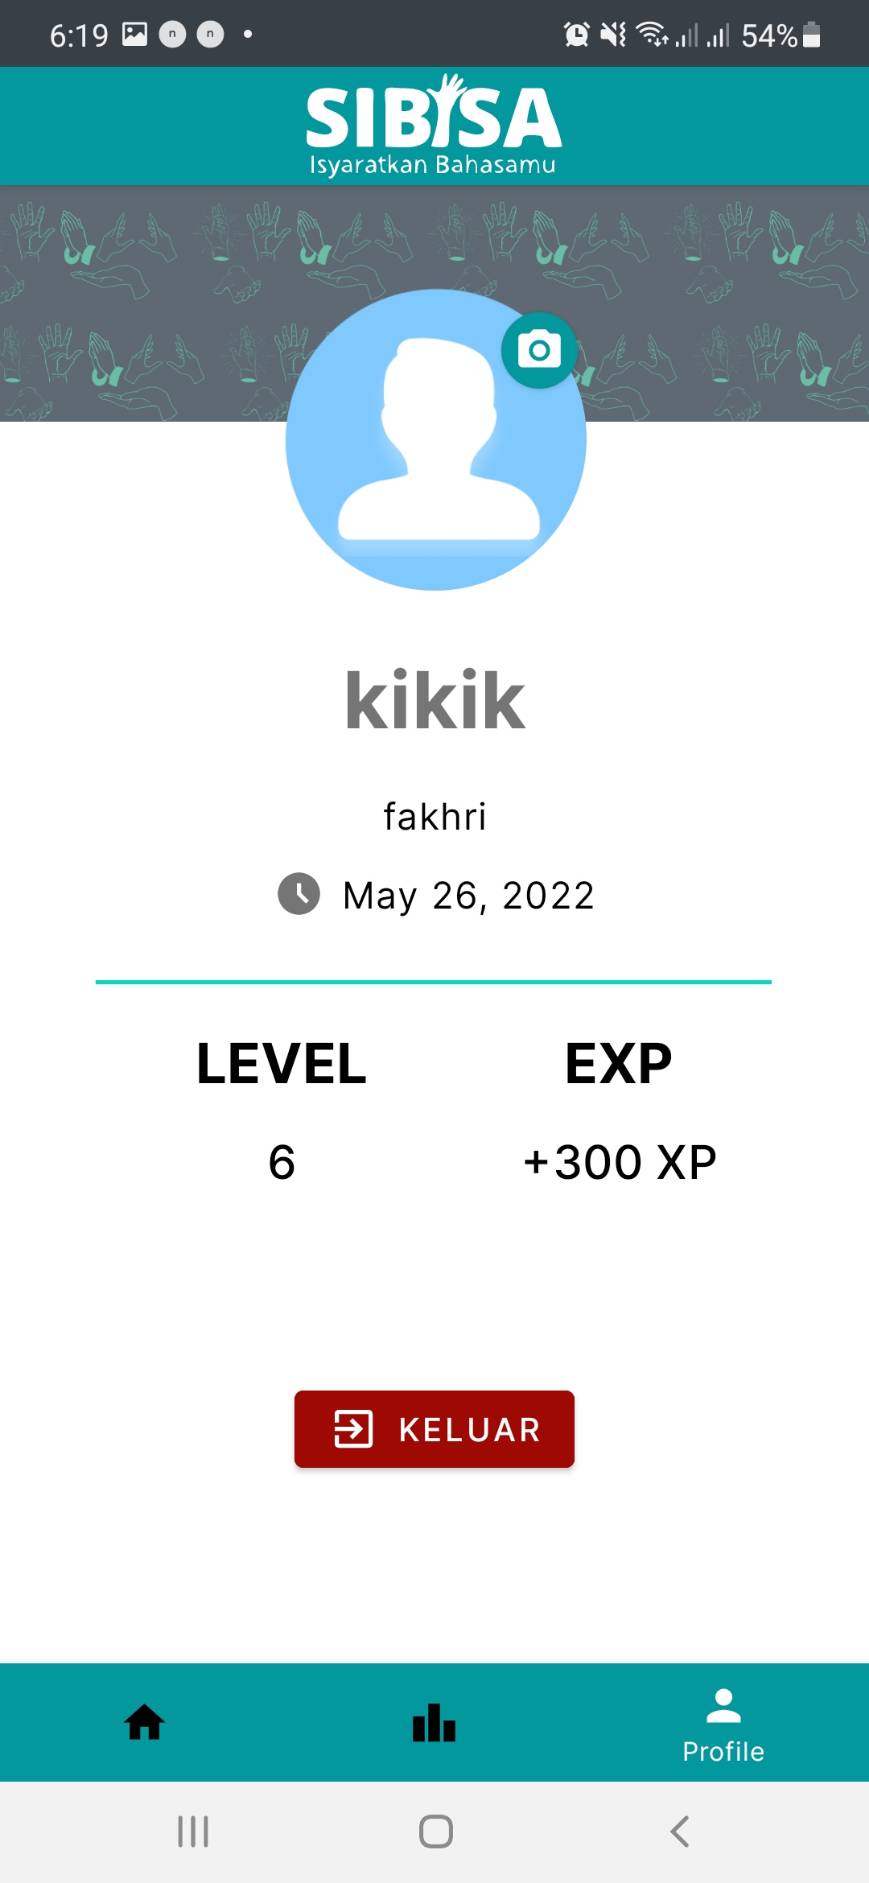 6:19
n n
54%
SIBISA
Isyaratkan Bahasamu
kikik
fakhri
May 26, 2022
LEVEL EXP
6 +300 XP
KELUAR
Profile